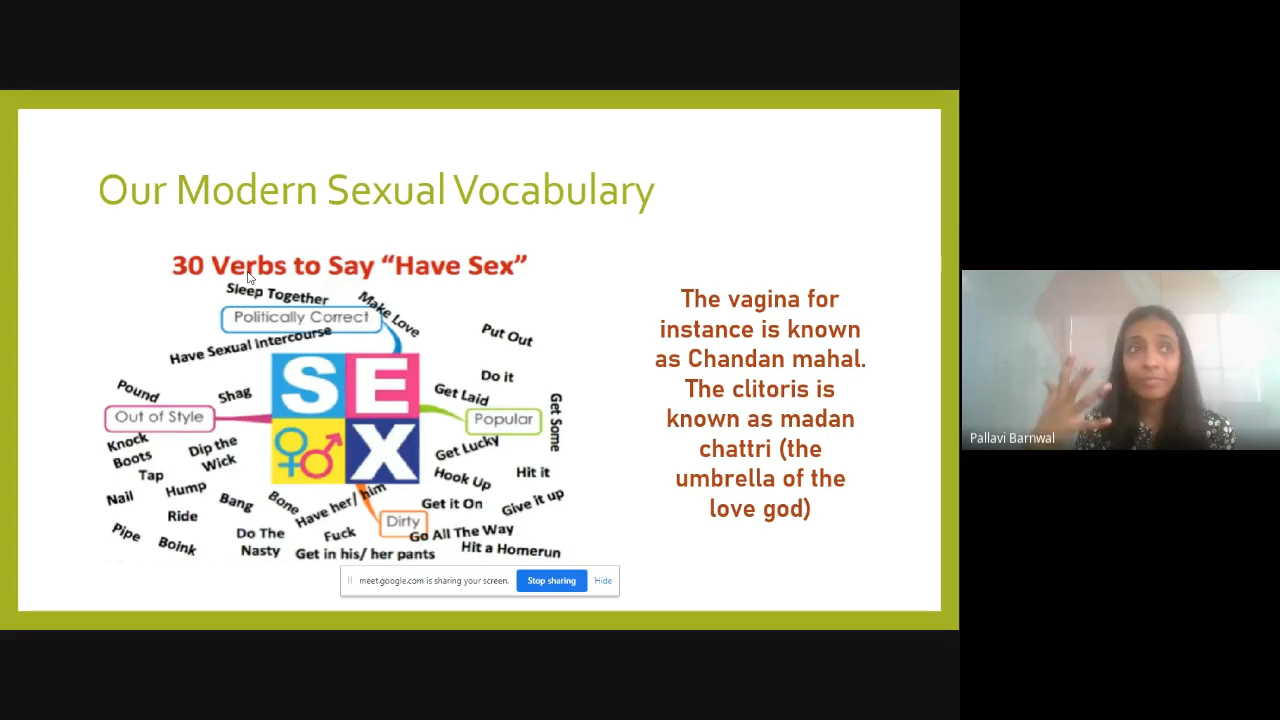 Our Modern Sexual Vocabulary
30 Verbs to Say “Have Sex”
Sleep Together
Make Love
Politically Correct
Have Sexual Intercourse
Put Out
Do it
Pound
Shag
Get Laid
Get Some
Out of Style
SEX
Popular
Knock
Boots
Dip the
Wick
Get Lucky
Tap
Hook Up
Hit it
Nail
Hump
Bang
Bone
Have her/ him
Get it On
Give it up
Ride
Dirty
Pipe
Boink
Do The
Nasty
Fuck
Go All The Way
Get in his/ her pants
Hit a Homerun
The vagina for
instance is known
as Chandan mahal.
The clitoris is
known as madan
chattri (the
umbrella of the
love god)
meet.google.com is sharing your screen.
Stop sharing
Hide
Pallavi Barnwal